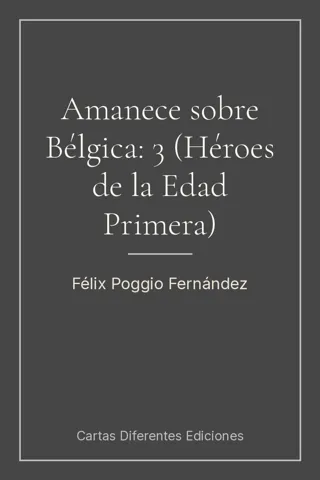 Amanece sobre
Bélgica: 3 (Héroes
de la Edad
Primera)
Félix Poggio Fernández
Cartas Diferentes Ediciones